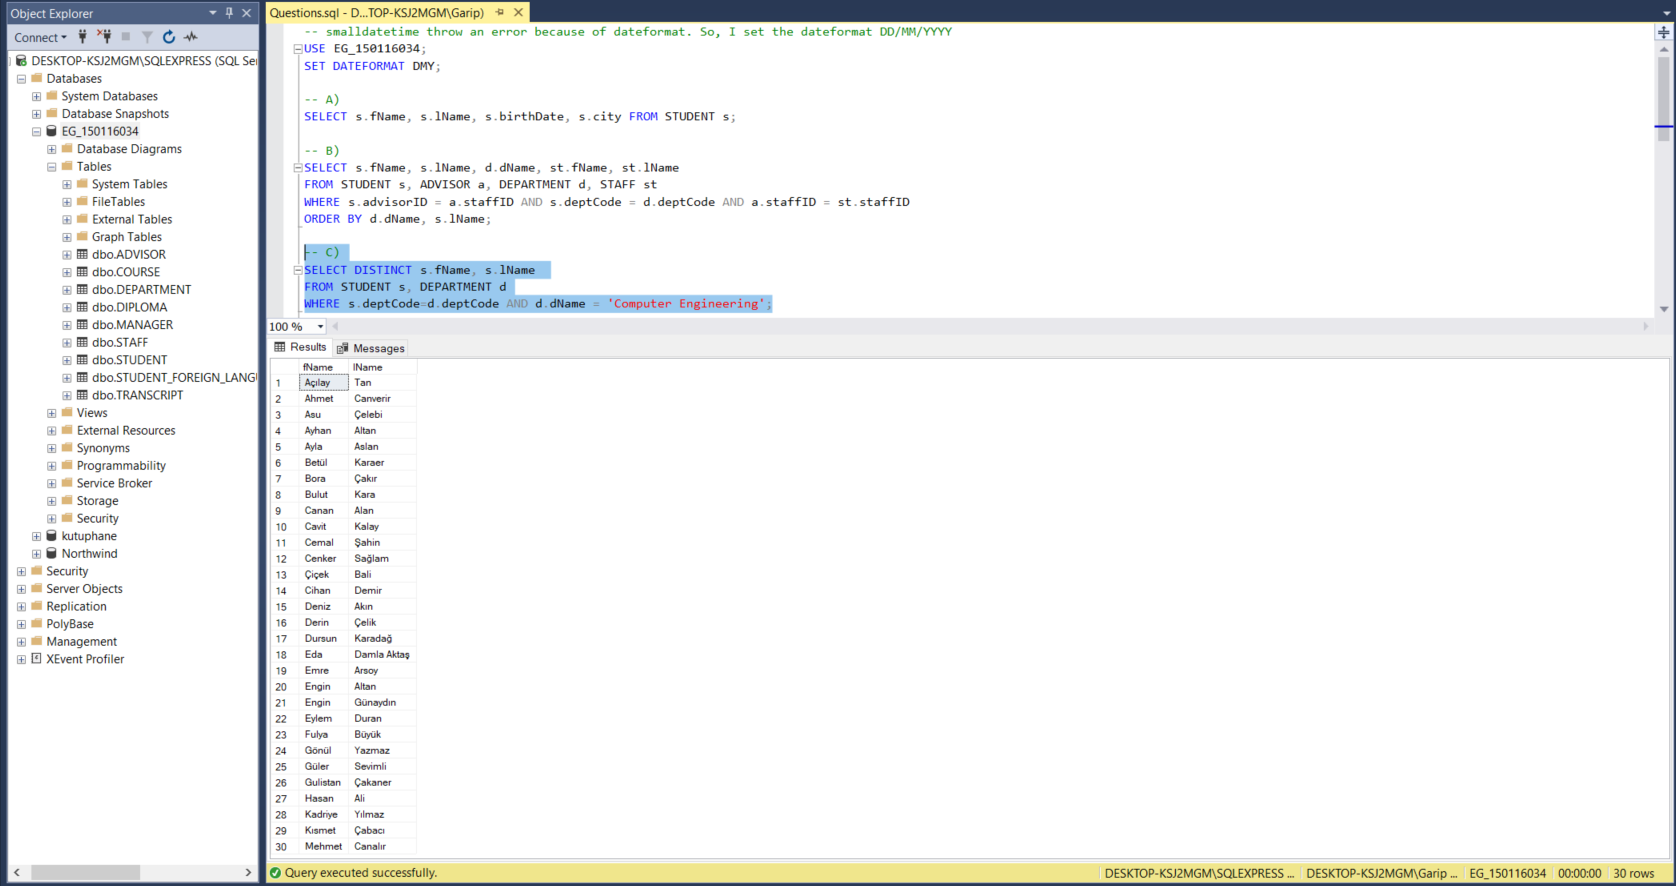 Object Explorer
Connect
DESKTOP-KSJ2MGM\SQLEXPRESS (SQL Ser
Databases
System Databases
Database Snapshots
EG_150116034
Database Diagrams
Tables
System Tables
FileTables
External Tables
Graph Tables
dbo.ADVISOR
dbo.COURSE
dbo.DEPARTMENT
dbo.DIPLOMA
dbo.MANAGER
dbo.STAFF
dbo.STUDENT
dbo.STUDENT_FOREIGN_LANGU
dbo.TRANSCRIPT
Views
External Resources
Synonyms
Programmability
Service Broker
Storage
Security
kutuphane
Northwind
Security
Server Objects
Replication
PolyBase
Management
XEvent Profiler
Questions.sql - D...TOP-KSJ2MGM\Garip)
-- smalldatetime throw an error because of dateformat. So, I set the dateformat DD/MM/YYYY
USE EG_150116034;
SET DATEFORMAT DMY;
-- A)
SELECT s.fName, s.lName, s.birthDate, s.city FROM STUDENT s;
-- B)
SELECT s.fName, s.lName, d.dName, st.fName, st.lName
FROM STUDENT s, ADVISOR a, DEPARTMENT d, STAFF st
WHERE s.advisorID = a.staffID AND s.deptCode = d.deptCode AND a.staffID = st.staffID
ORDER BY d.dName, s.lName;
-- C)
SELECT DISTINCT s.fName, s.lName
FROM STUDENT s, DEPARTMENT d
WHERE s.deptCode=d.deptCode AND d.dName = 'Computer Engineering';
100 %
Results Messages
fName lName
1 Açılay Tan
2 Ahmet Canverir
3 Asu Çelebi
4 Ayhan Altan
5 Ayla Aslan
6 Betül Karaer
7 Bora Çakır
8 Bulut Kara
9 Canan Alan
10 Cavit Kalay
11 Cemal Şahin
12 Cenker Sağlam
13 Çiçek Bali
14 Cihan Demir
15 Deniz Akın
16 Derin Çelik
17 Dursun Karadağ
18 Eda Damla Aktaş
19 Emre Arsoy
20 Engin Altan
21 Engin Günaydın
22 Eylem Duran
23 Fulya Büyük
24 Gönül Yazmaz
25 Güler Sevimli
26 Gulistan Çakaner
27 Hasan Ali
28 Kadriye Yılmaz
29 Kısmet Çabacı
30 Mehmet Canalır
Query executed successfully.
DESKTOP-KSJ2MGM\SQLEXPRESS ... DESKTOP-KSJ2MGM\Garip ... EG_150116034 00:00:00 30 rows